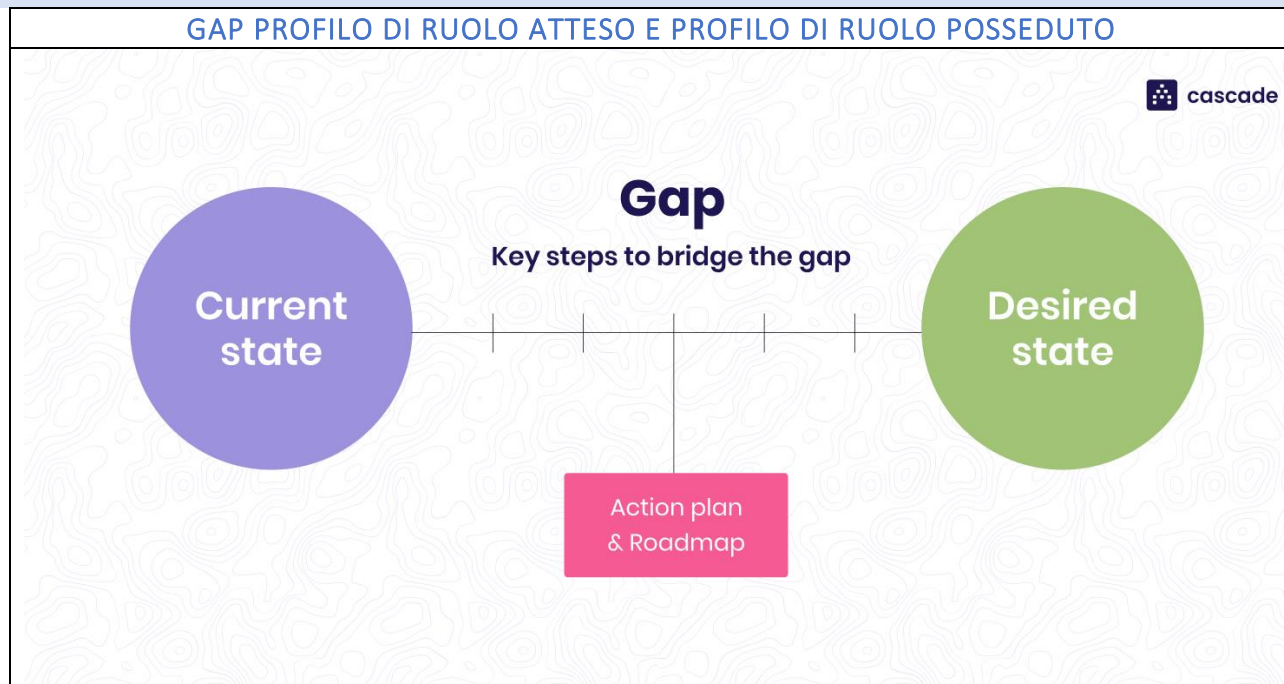 GAP PROFILO DI RUOLO ATTESO E PROFILO DI RUOLO POSSEDUTO
cascade
Gap
Key steps to bridge the gap
Current
state
Desired
state
Action plan
& Roadmap